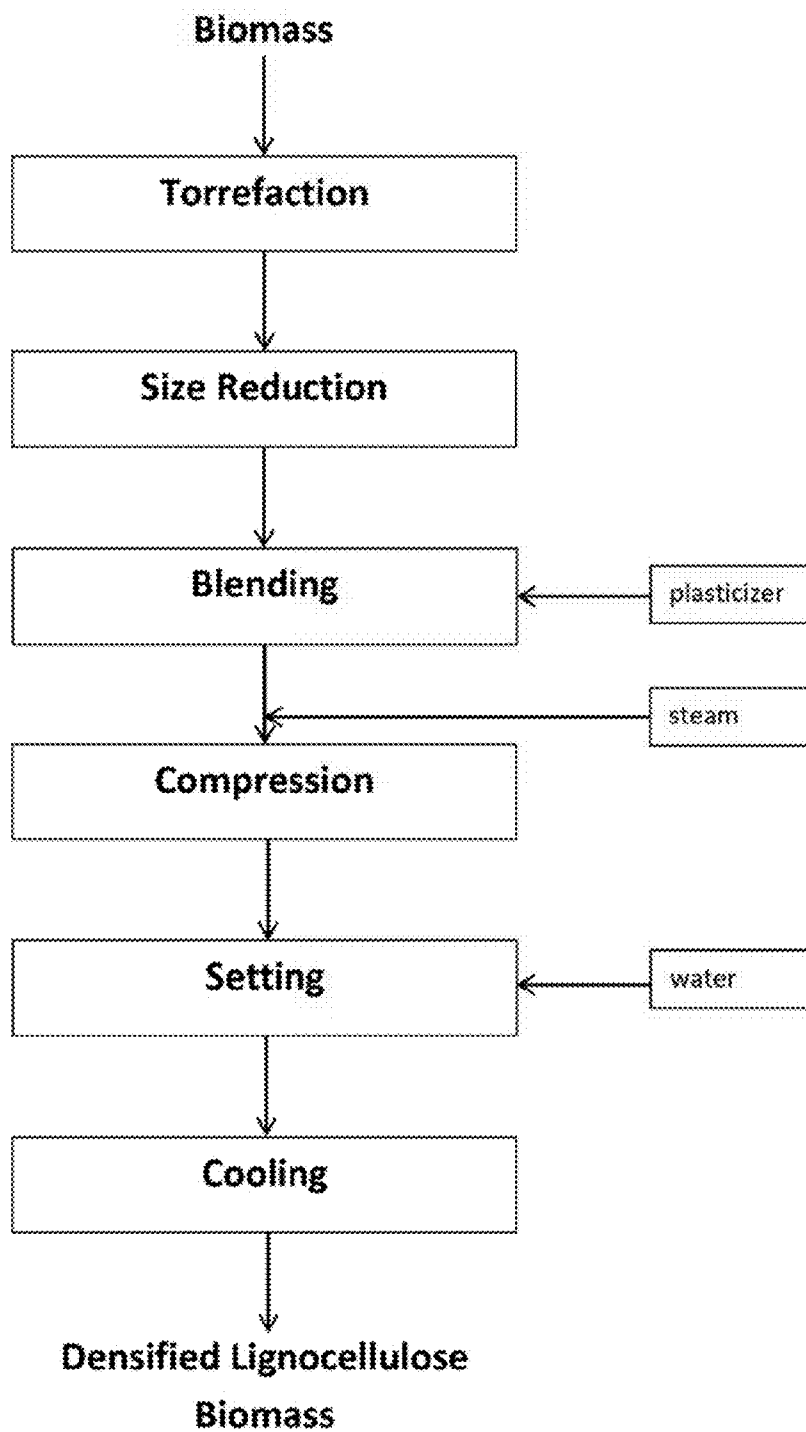 Biomass
Torrefaction
Size Reduction
Blending
plasticizer
steam
Compression
Setting
water
Cooling
Densified Lignocellulose
Biomass